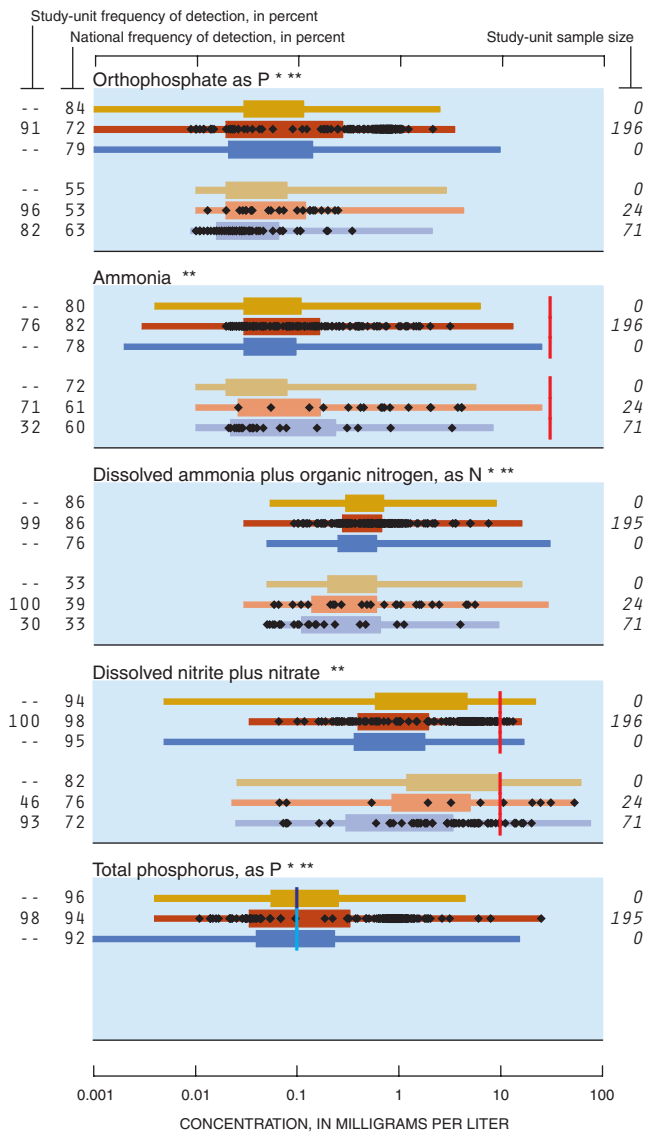 Study-unit frequency of detection, in percent
National frequency of detection, in percent Study-unit sample size
Orthophosphate as P * **
-- 84 0
91 72 196
-- 79 0
-- 55 0
96 53 24
82 63 71
Ammonia **
-- 80 0
76 82 196
-- 78 0
-- 72 0
71 61 24
32 60 71
Dissolved ammonia plus organic nitrogen, as N * **
-- 86 0
99 86 195
-- 76 0
-- 33 0
100 39 24
30 33 71
Dissolved nitrite plus nitrate **
-- 94 0
100 98 196
-- 95 0
-- 82 0
46 76 24
93 72 71
Total phosphorus, as P * **
-- 96 0
98 94 195
-- 92 0
0.001 0.01 0.1 1 10 100
CONCENTRATION, IN MILLIGRAMS PER LITER